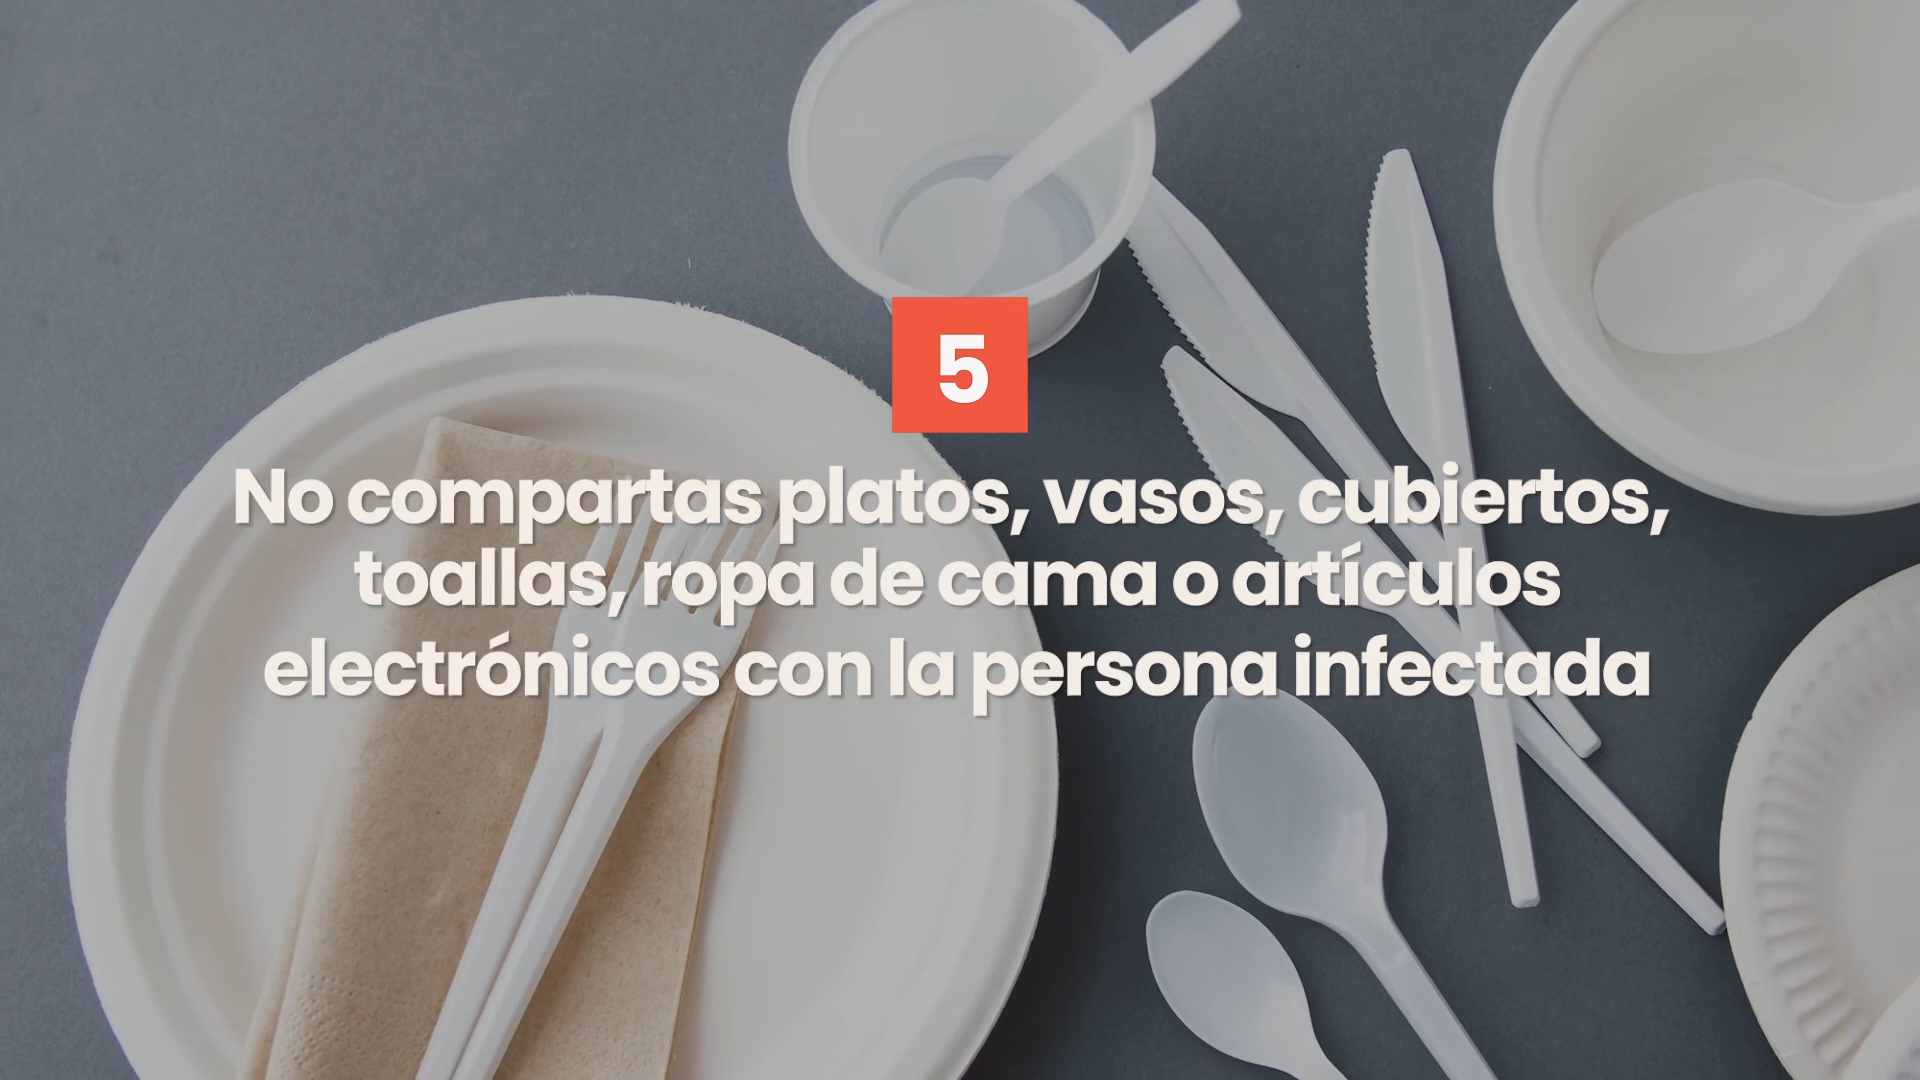 5
No compartas platos, vasos, cubiertos,
toallas, ropa de cama o artículos
electrónicos con la persona infectada